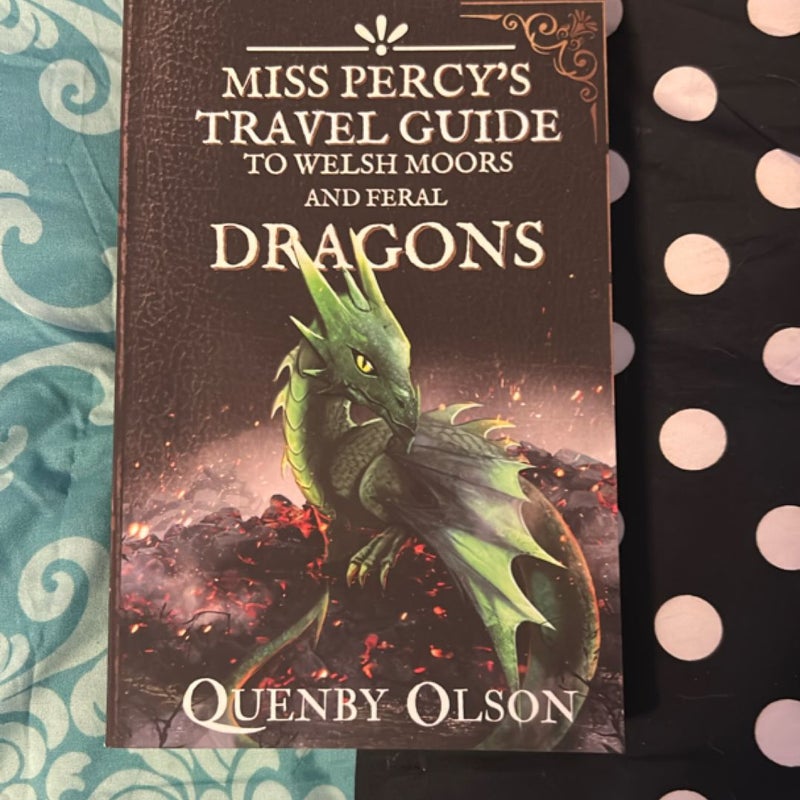 MISS PERCY'S
TRAVEL GUIDE
TO WELSH MOORS
AND FERAL
DRAGONS
QUENBY OLSON